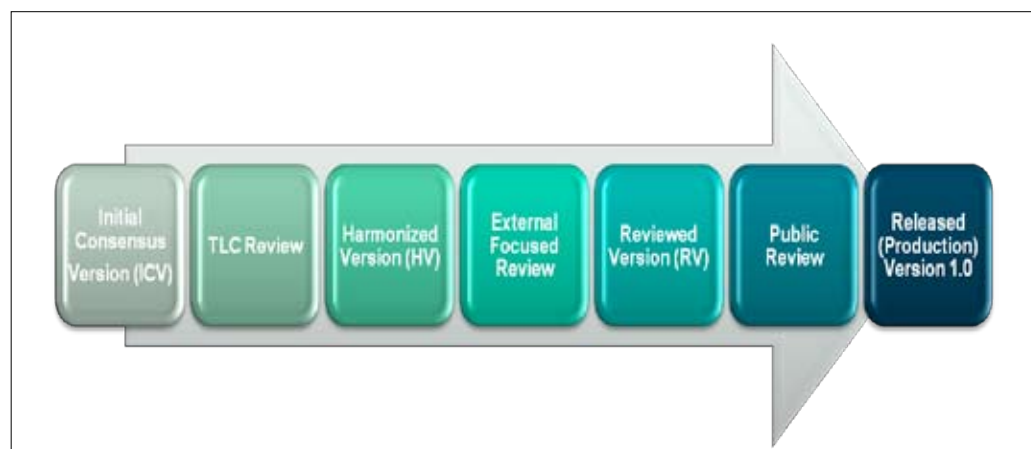 Initial
Consensus
Version (ICV)
TLC Review
Harmonized
Version (HV)
External
Focused
Review
Reviewed
Version (RV)
Public
Review
Released
(Production)
Version 1.0